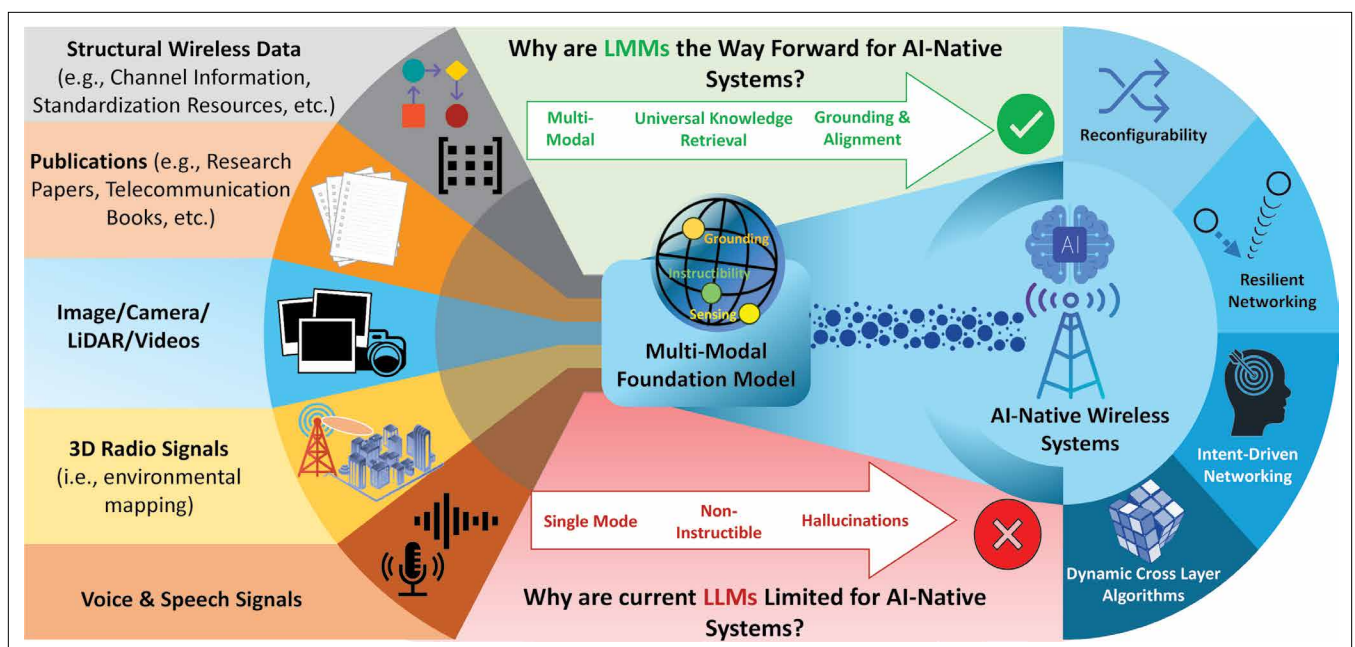 Structural Wireless Data
(e.g., Channel Information,
Standardization Resources, etc.)
Publications (e.g., Research
Papers, Telecommunication
Books, etc.)
Image/Camera/
LiDAR/Videos
3D Radio Signals
(i.e., environmental
mapping)
Voice & Speech Signals
Why are LMMs the Way Forward for AI-Native
Systems?
Multi-
Modal
Universal Knowledge
Retrieval
Grounding &
Alignment
Grounding
Instructibility
Sensing
Multi-Modal
Foundation Model
Single Mode
Non-
Instructible
Hallucinations
Why are current LLMs Limited for AI-Native
Systems?
AI
AI-Native Wireless
Systems
Reconfigurability
Resilient
Networking
Intent-Driven
Networking
Dynamic Cross Layer
Algorithms